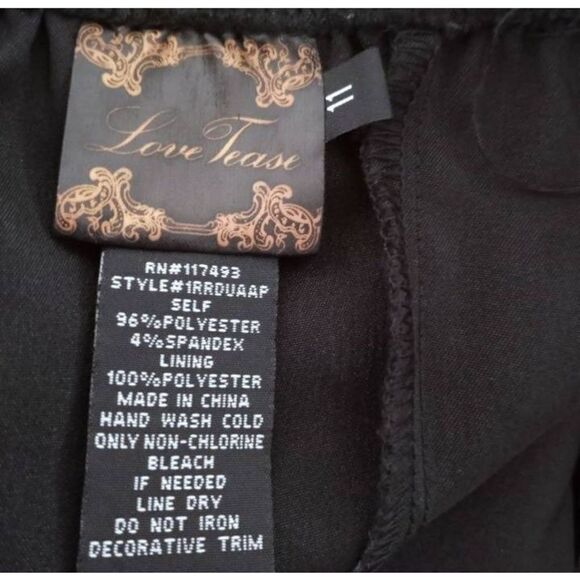 Love Tease
11
RN#117493
STYLE#1RRDUAAP
SELF
96%POLYESTER
4%SPANDEX
LINING
100%POLYESTER
MADE IN CHINA
HAND WASH COLD
ONLY NON-CHLORINE
BLEACH
IF NEEDED
LINE DRY
DO NOT IRON
DECORATIVE TRIM